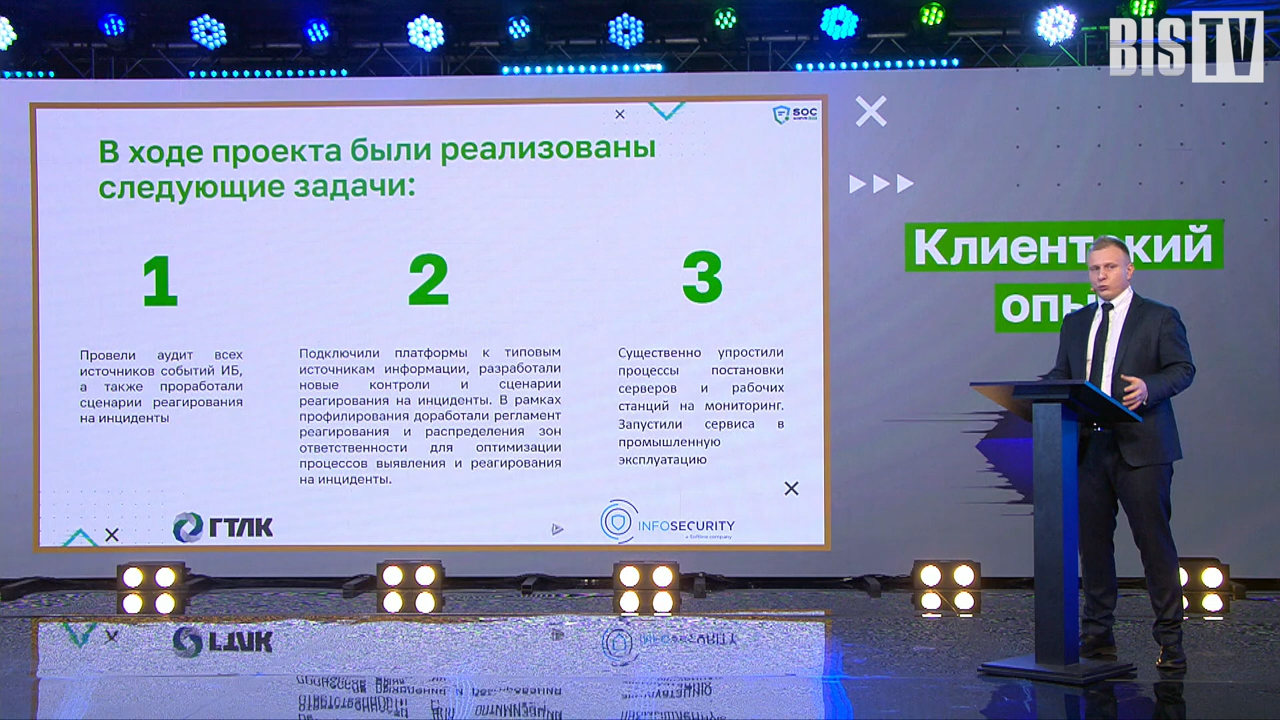 BIS TV
SOC
В ходе проекта были реализованы
следующие задачи:
1
2
3
Провели аудит всех
источников событий ИБ,
а также проработали
сценарии реагирования
на инциденты
Подключили платформы к типовым
источникам информации, разработали
новые контроли и сценарии
реагирования на инциденты. В рамках
профилирования доработали регламент
реагирования и распределения зон
ответственности для оптимизации
процессов выявления и реагирования
на инциденты.
Существенно упростили
процессы постановки
серверов и рабочих
станций на мониторинг.
Запустили сервиса в
промышленную
эксплуатацию
ГТЛК
INFOSECURITY
a Softline company
Клиентский
опы